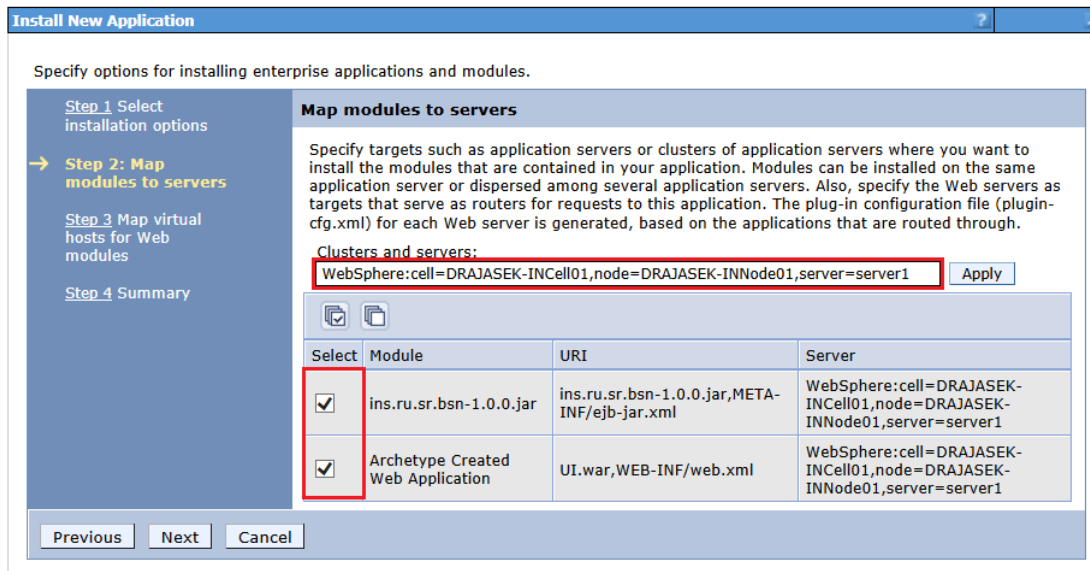 Install New Application
?
Specify options for installing enterprise applications and modules.
Step 1 Select
installation options
Step 2: Map
modules to servers
Step 3 Map virtual
hosts for Web
modules
Step 4 Summary
Map modules to servers
Specify targets such as application servers or clusters of application servers where you want to
install the modules that are contained in your application. Modules can be installed on the same
application server or dispersed among several application servers. Also, specify the Web servers as
targets that serve as routers for requests to this application. The plug-in configuration file (plugin-
cfg.xml) for each Web server is generated, based on the applications that are routed through.
Clusters and servers:
WebSphere:cell=DRAJASEK-INCell01,node=DRAJASEK-INNode01,server=server1
Apply
Select Module URI Server
ins.ru.sr.bsn-1.0.0.jar
ins.ru.sr.bsn-1.0.0.jar,META-
INF/ejb-jar.xml
WebSphere:cell=DRAJASEK-
INCell01,node=DRAJASEK-
INNode01,server=server1
Archetype Created
Web Application
UI.war,WEB-INF/web.xml
WebSphere:cell=DRAJASEK-
INCell01,node=DRAJASEK-
INNode01,server=server1
Previous Next Cancel